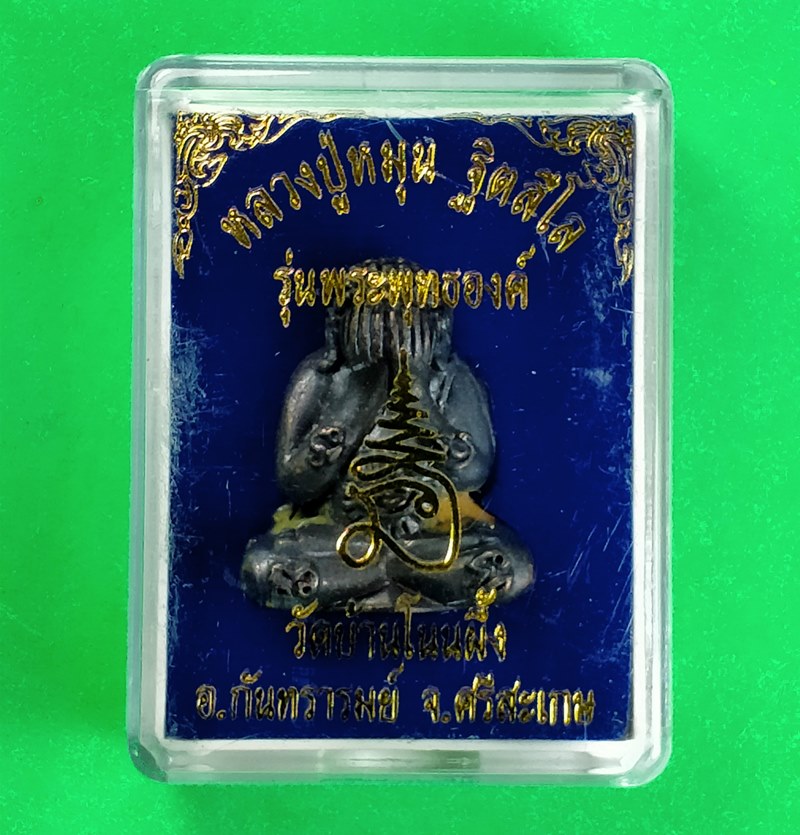 หลวงปู่หมุน ฐิตสีโล
รุ่นพระพุทธองค์
วัดบ้านโนนผึ้ง
อ.กันทรารมย์ จ.ศรีสะเกษ